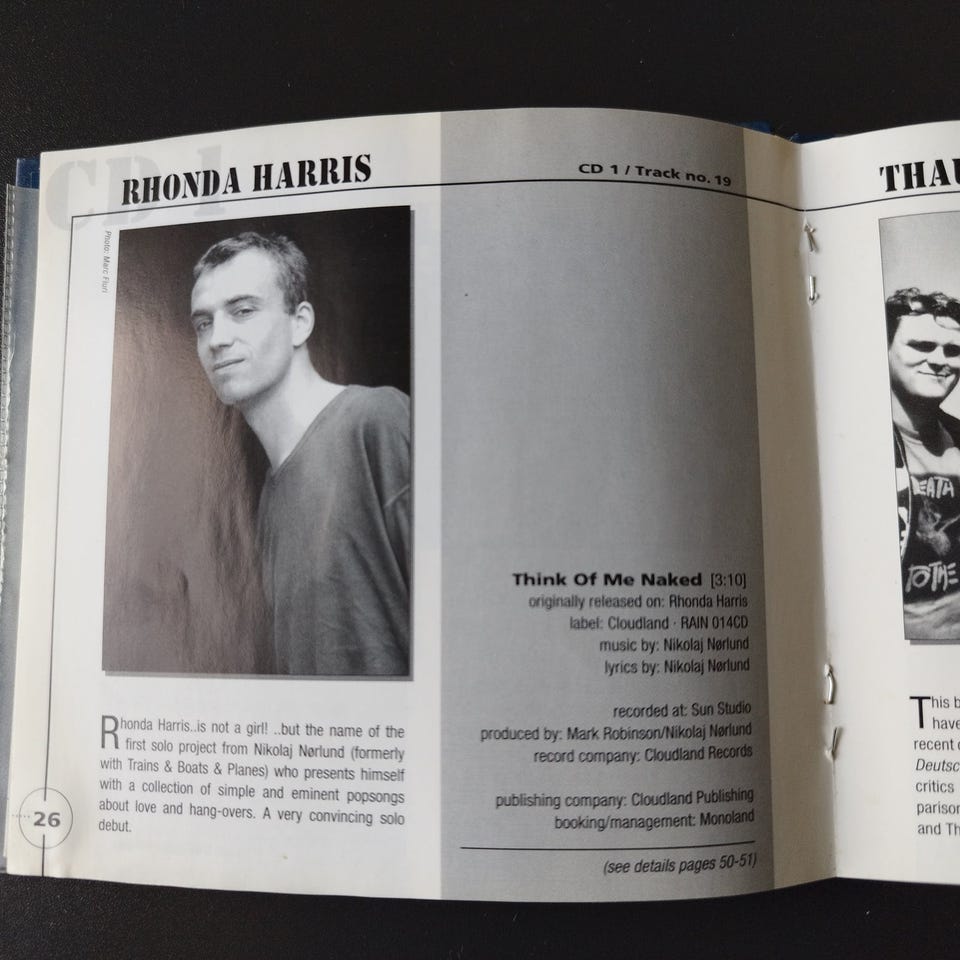 CD 1
RHONDA HARRIS
CD 1 / Track no. 19
Photo: Marc Fluri
Rhonda Harris..is not a girl! ..but the name of the
first solo project from Nikolaj Nørlund (formerly
with Trains & Boats & Planes) who presents himself
with a collection of simple and eminent popsongs
about love and hang-overs. A very convincing solo
debut.
26
Think Of Me Naked [3:10]
originally released on: Rhonda Harris
label: Cloudland · RAIN 014CD
music by: Nikolaj Nørlund
lyrics by: Nikolaj Nørlund
recorded at: Sun Studio
produced by: Mark Robinson/Nikolaj Nørlund
record company: Cloudland Records
publishing company: Cloudland Publishing
booking/management: Monoland
(see details pages 50-51)
THAU
EATH
TO THE
This b
have
recent
Deutsc
critics
parison
and Th